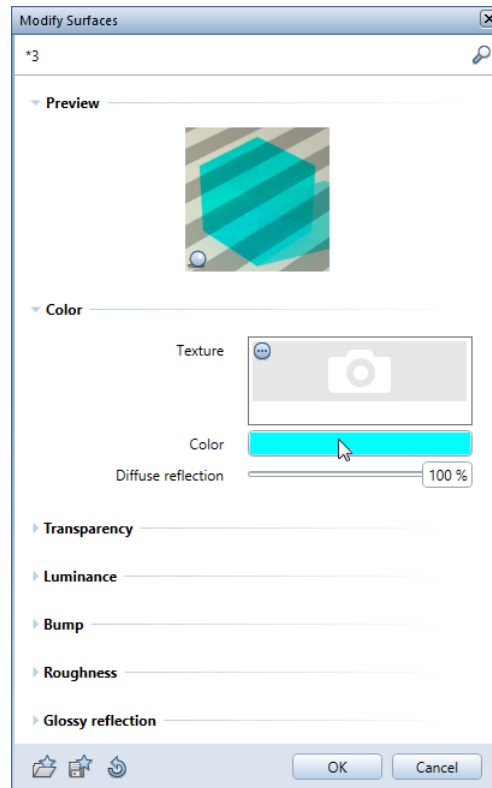 Modify Surfaces
*3
Preview
Color
Texture
Color
Diffuse reflection 100 %
Transparency
Luminance
Bump
Roughness
Glossy reflection
OK Cancel